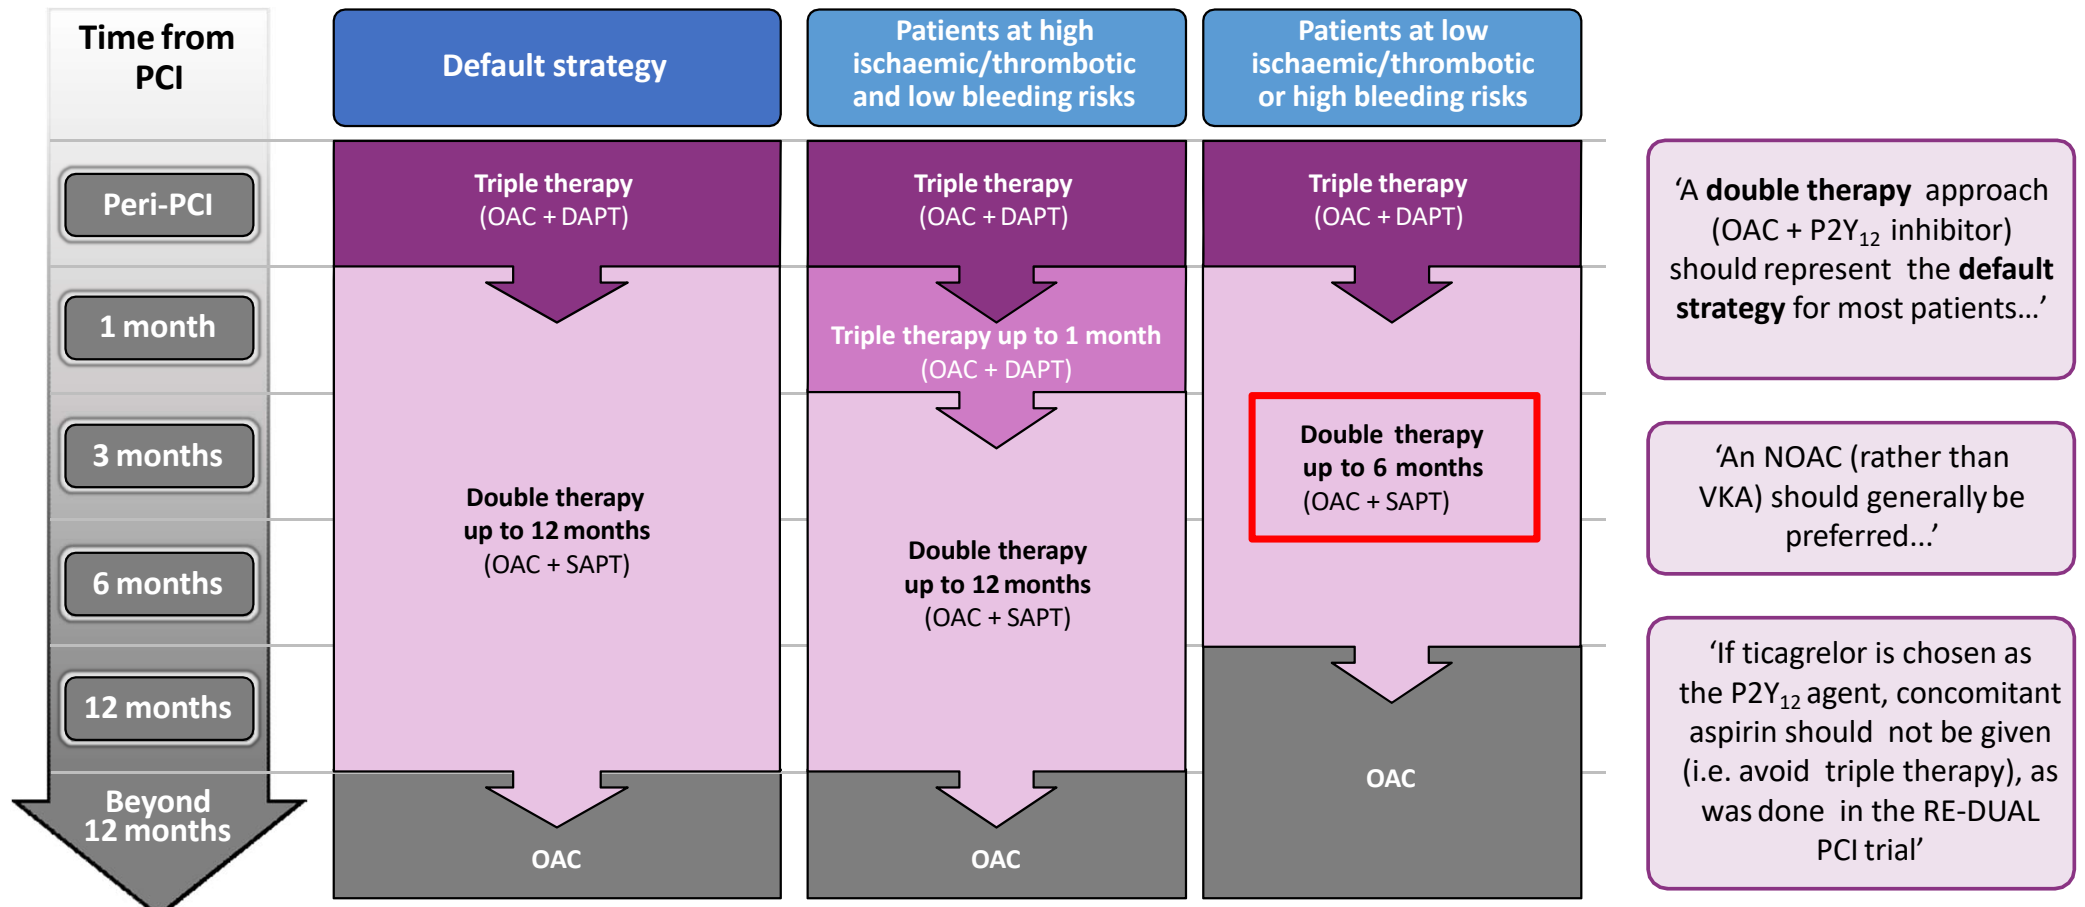 Time from
PCI
Default strategy
Patients at high
ischaemic/thrombotic
and low bleeding risks
Patients at low
ischaemic/thrombotic
or high bleeding risks
Peri-PCI
1 month
3 months
6 months
12 months
Beyond
12 months
Triple therapy
(OAC + DAPT)
Double therapy
up to 12 months
(OAC + SAPT)
OAC
Triple therapy
(OAC + DAPT)
Triple therapy up to 1 month
(OAC + DAPT)
Double therapy
up to 12 months
(OAC + SAPT)
OAC
Triple therapy
(OAC + DAPT)
Double therapy
up to 6 months
(OAC + SAPT)
OAC
‘A double therapy approach
(OAC + P2Y₁₂ inhibitor)
should represent the default
strategy for most patients...’
‘An NOAC (rather than
VKA) should generally be
preferred...’
‘If ticagrelor is chosen as
the P2Y₁₂ agent, concomitant
aspirin should not be given
(i.e. avoid triple therapy), as
was done in the RE-DUAL
PCI trial’